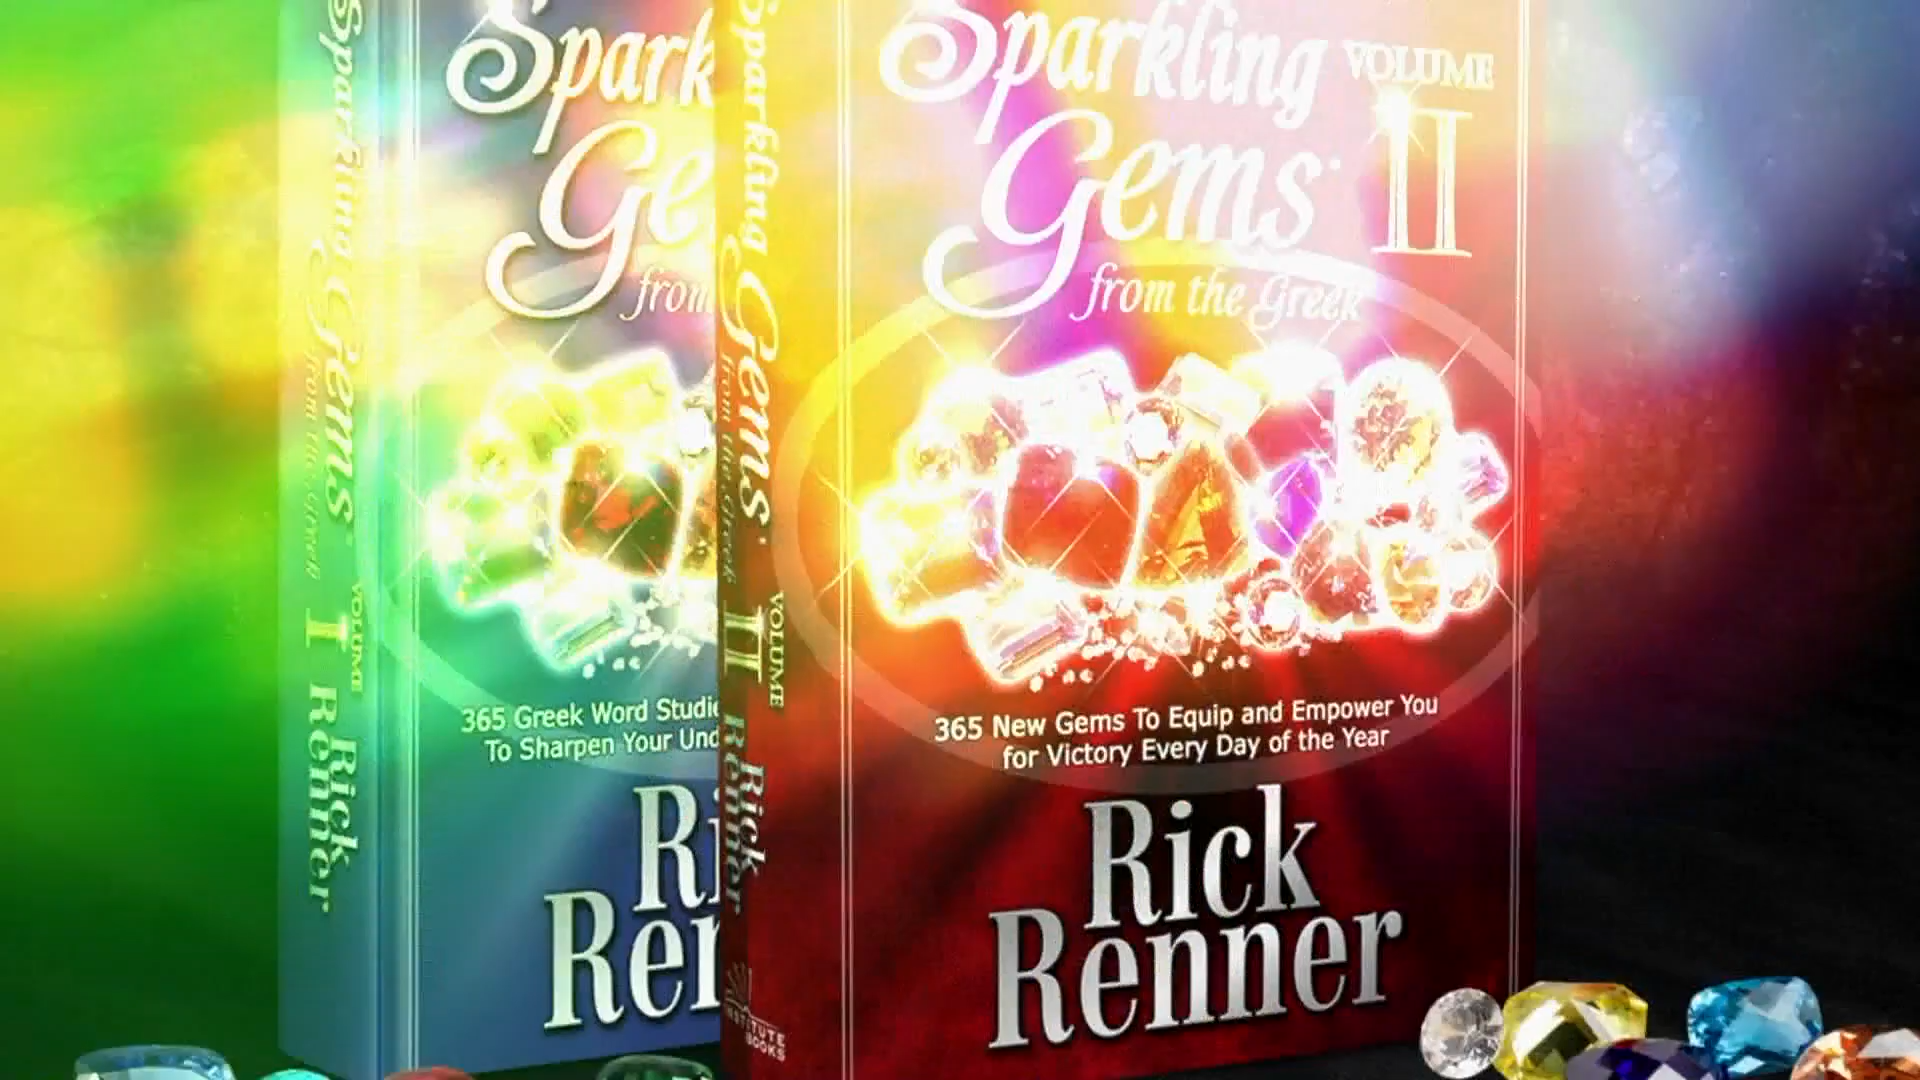 Sparkling Gems
from the Greek
VOLUME
I
Rick
Renner
Spark
Ge
from
365 Greek Word Studie
To Sharpen Your Und
Ri
Ren
Sparkling Gems
from the Greek
VOLUME
II
Rick
Renner
INSTITUTE
BOOKS
Sparkling
VOLUME
II
Gems
from the Greek
365 New Gems To Equip and Empower You
for Victory Every Day of the Year
Rick
Renner